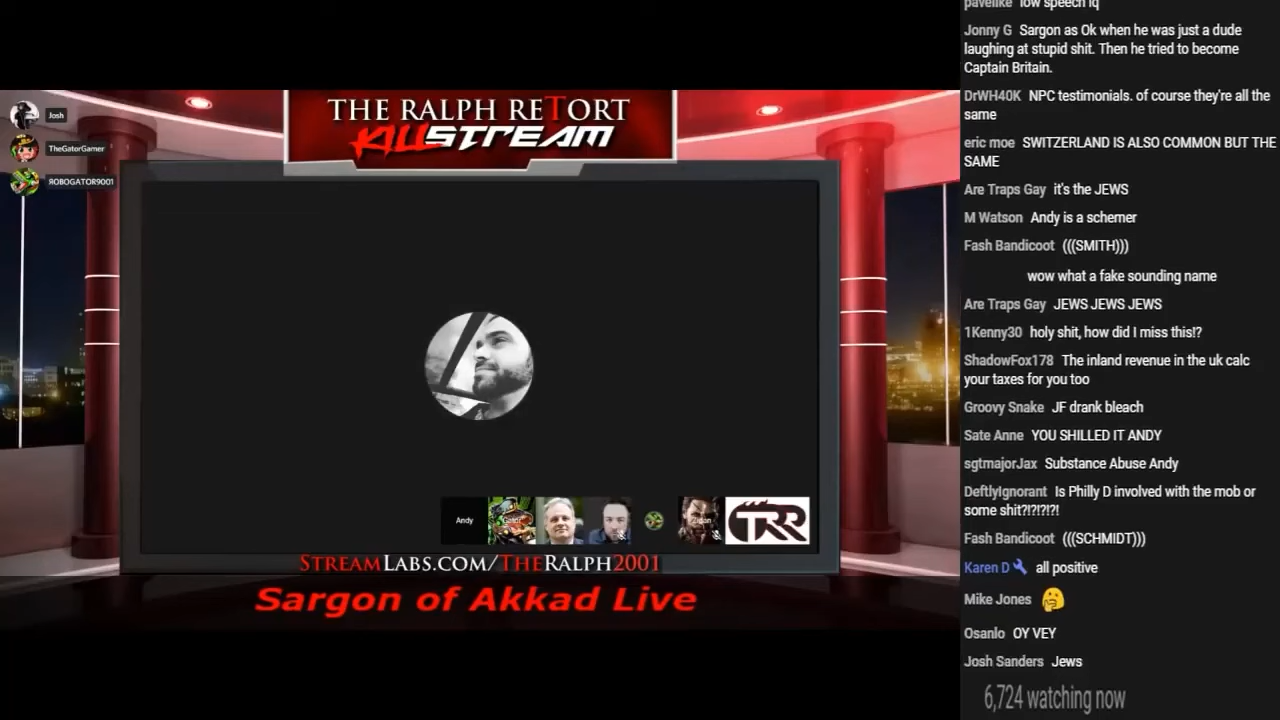 THE RALPH RETORT
KILLSTREAM
Josh
TheGatorGamer
ROBOGATOR9001
Andy
Gator
TRR
STREAMLABS.COM/THERALPH2001
Sargon of Akkad Live
pavelike low speech iq
Jonny G Sargon as Ok when he was just a dude
laughing at stupid shit. Then he tried to become
Captain Britain.
DrWH40K NPC testimonials. of course they're all the
same
eric moe SWITZERLAND IS ALSO COMMON BUT THE
SAME
Are Traps Gay it's the JEWS
M Watson Andy is a schemer
Fash Bandicoot (((SMITH)))
wow what a fake sounding name
Are Traps Gay JEWS JEWS JEWS
1Kenny30 holy shit, how did I miss this!?
ShadowFox178 The inland revenue in the uk calc
your taxes for you too
Groovy Snake JF drank bleach
Sate Anne YOU SHILLED IT ANDY
sgtmajorJax Substance Abuse Andy
DeftlyIgnorant Is Philly D involved with the mob or
some shit?!?!?!?!
Fash Bandicoot (((SCHMIDT)))
Karen D all positive
Mike Jones 🤔
Osanlo OY VEY
Josh Sanders Jews
6,724 watching now